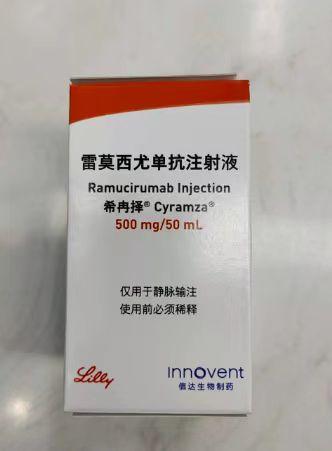 雷莫西尤单抗注射液
Ramucirumab Injection
希冉择® Cyramza®
500 mg/50 mL
仅用于静脉输注
使用前必须稀释
Lilly
Innovent
信达生物制药